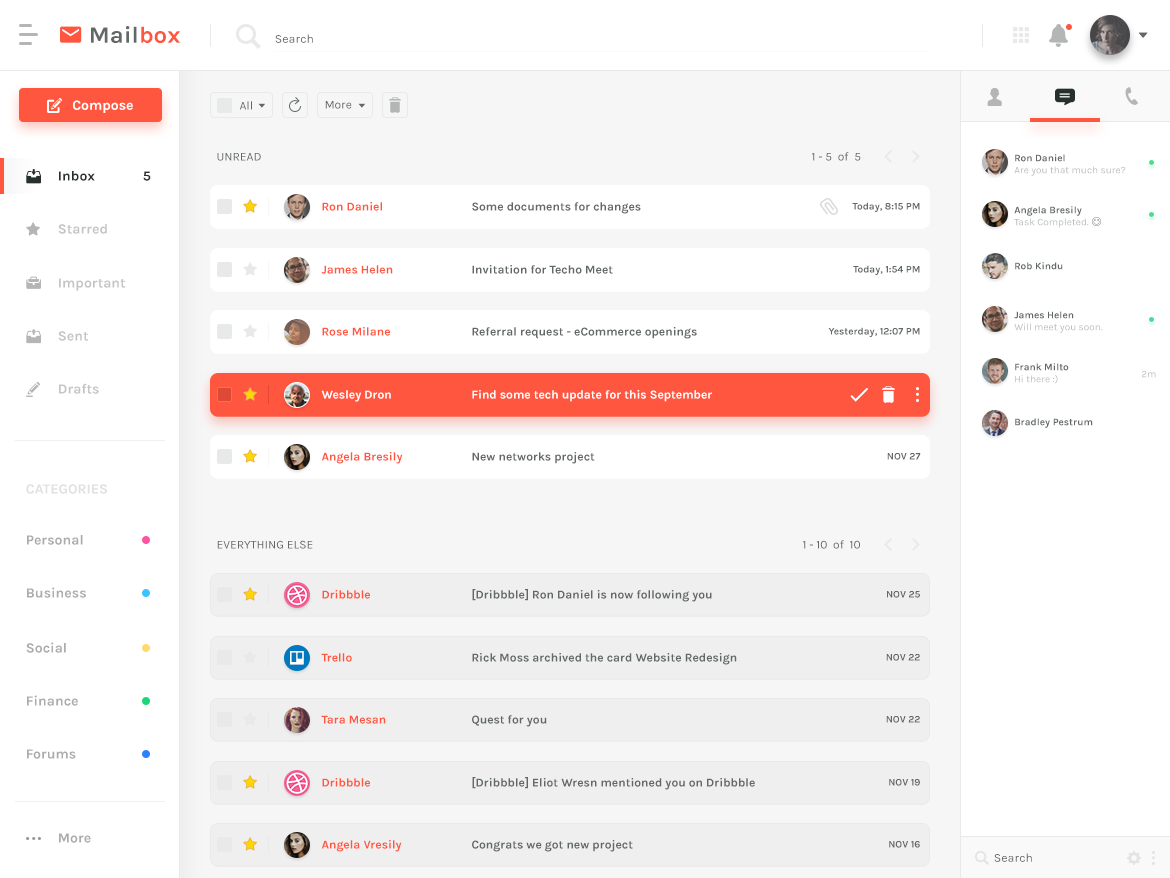 Mailbox
Search
Compose
Inbox 5
Starred
Important
Sent
Drafts
CATEGORIES
Personal
Business
Social
Finance
Forums
More
All
More
UNREAD 1 - 5 of 5
Ron Daniel Some documents for changes Today, 8:15 PM
James Helen Invitation for Techo Meet Today, 1:54 PM
Rose Milane Referral request - eCommerce openings Yesterday, 12:07 PM
Wesley Dron Find some tech update for this September
Angela Bresily New networks project NOV 27
EVERYTHING ELSE 1 - 10 of 10
Dribbble [Dribbble] Ron Daniel is now following you NOV 25
Trello Rick Moss archived the card Website Redesign NOV 22
Tara Mesan Quest for you NOV 22
Dribbble [Dribbble] Eliot Wresn mentioned you on Dribbble NOV 19
Angela Vresily Congrats we got new project NOV 16
Ron Daniel
Are you that much sure?
Angela Bresily
Task Completed. 😊
Rob Kindu
James Helen
Will meet you soon.
Frank Milto
Hi there :) 2m
Bradley Pestrum
Search